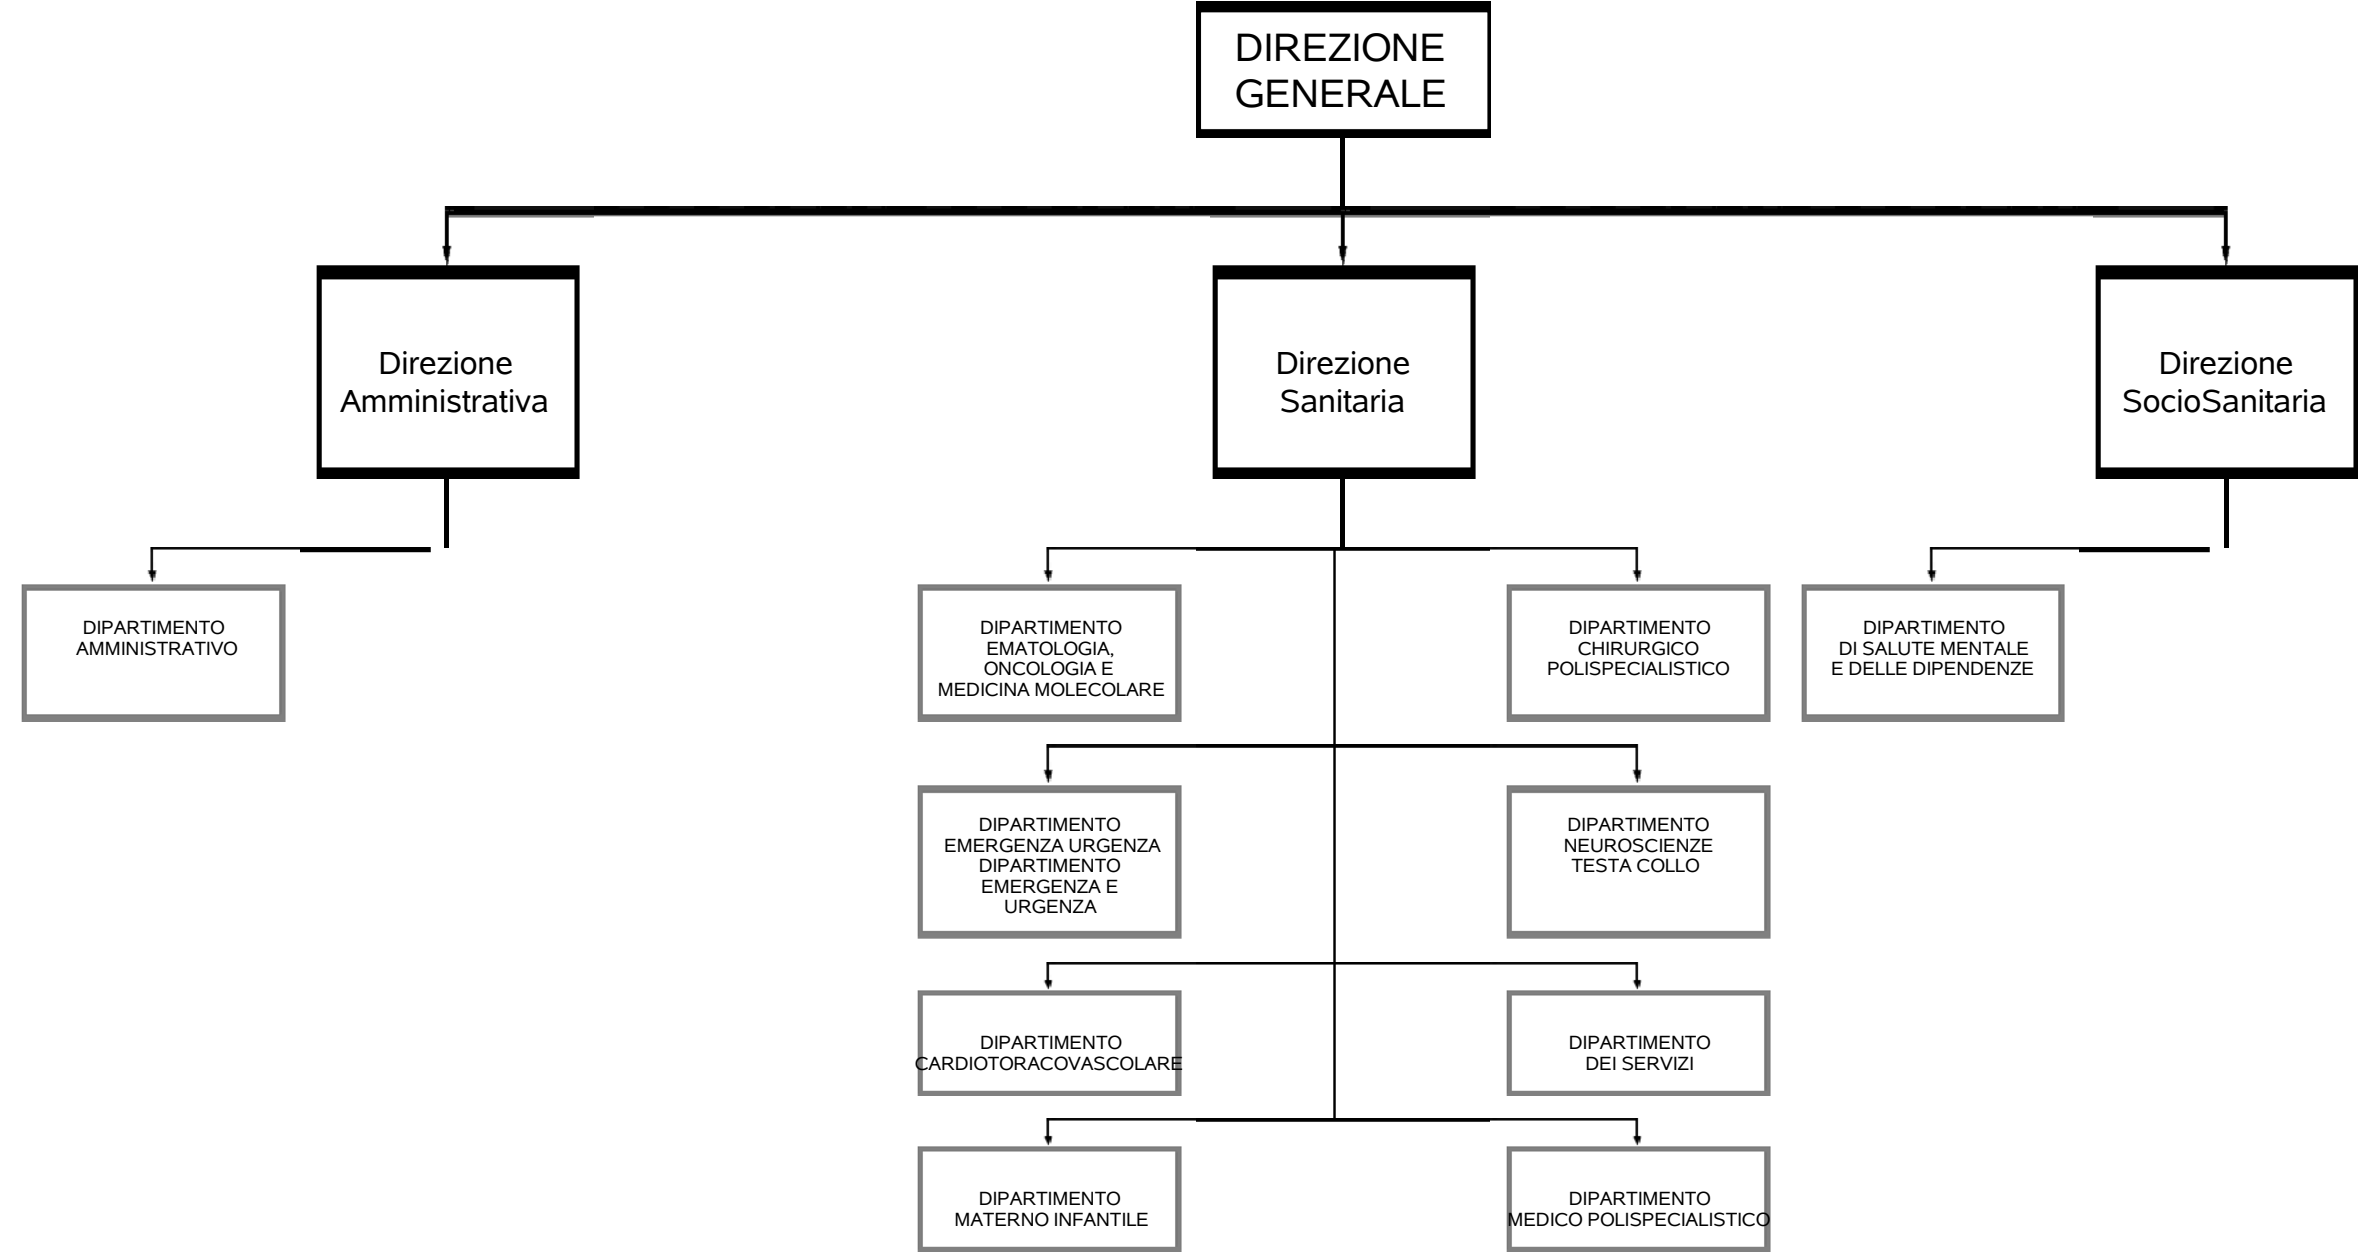 DIREZIONE
GENERALE
Direzione
Amministrativa
Direzione
Sanitaria
Direzione
SocioSanitaria
DIPARTIMENTO
AMMINISTRATIVO
DIPARTIMENTO
EMATOLOGIA,
ONCOLOGIA E
MEDICINA MOLECOLARE
DIPARTIMENTO
CHIRURGICO
POLISPECIALISTICO
DIPARTIMENTO
DI SALUTE MENTALE
E DELLE DIPENDENZE
DIPARTIMENTO
EMERGENZA URGENZA
DIPARTIMENTO
EMERGENZA E
URGENZA
DIPARTIMENTO
NEUROSCIENZE
TESTA COLLO
DIPARTIMENTO
CARDIOTORACOVASCOLARE
DIPARTIMENTO
DEI SERVIZI
DIPARTIMENTO
MATERNO INFANTILE
DIPARTIMENTO
MEDICO POLISPECIALISTICO